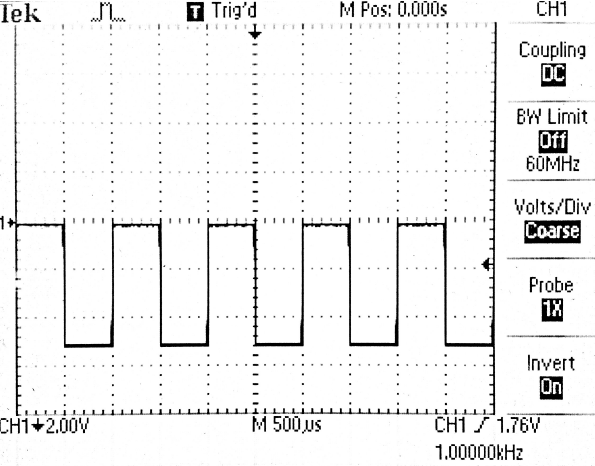 Tek T Trig'd M Pos: 0.000s CH1
Coupling
DC
BW Limit
Off
60MHz
Volts/Div
Coarse
Probe
1X
Invert
On
1
CH1 2.00V M 500µs CH1 1.76V
1.00000kHz